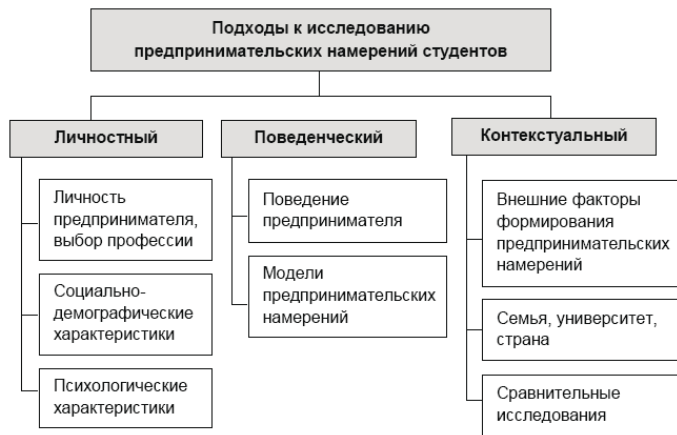 Подходы к исследованию
предпринимательских намерений студентов
Личностный
Поведенческий
Контекстуальный
Личность
предпринимателя,
выбор профессии
Социально-
демографические
характеристики
Психологические
характеристики
Поведение
предпринимателя
Модели
предпринимательских
намерений
Внешние факторы
формирования
предпринимательских
намерений
Семья, университет,
страна
Сравнительные
исследования